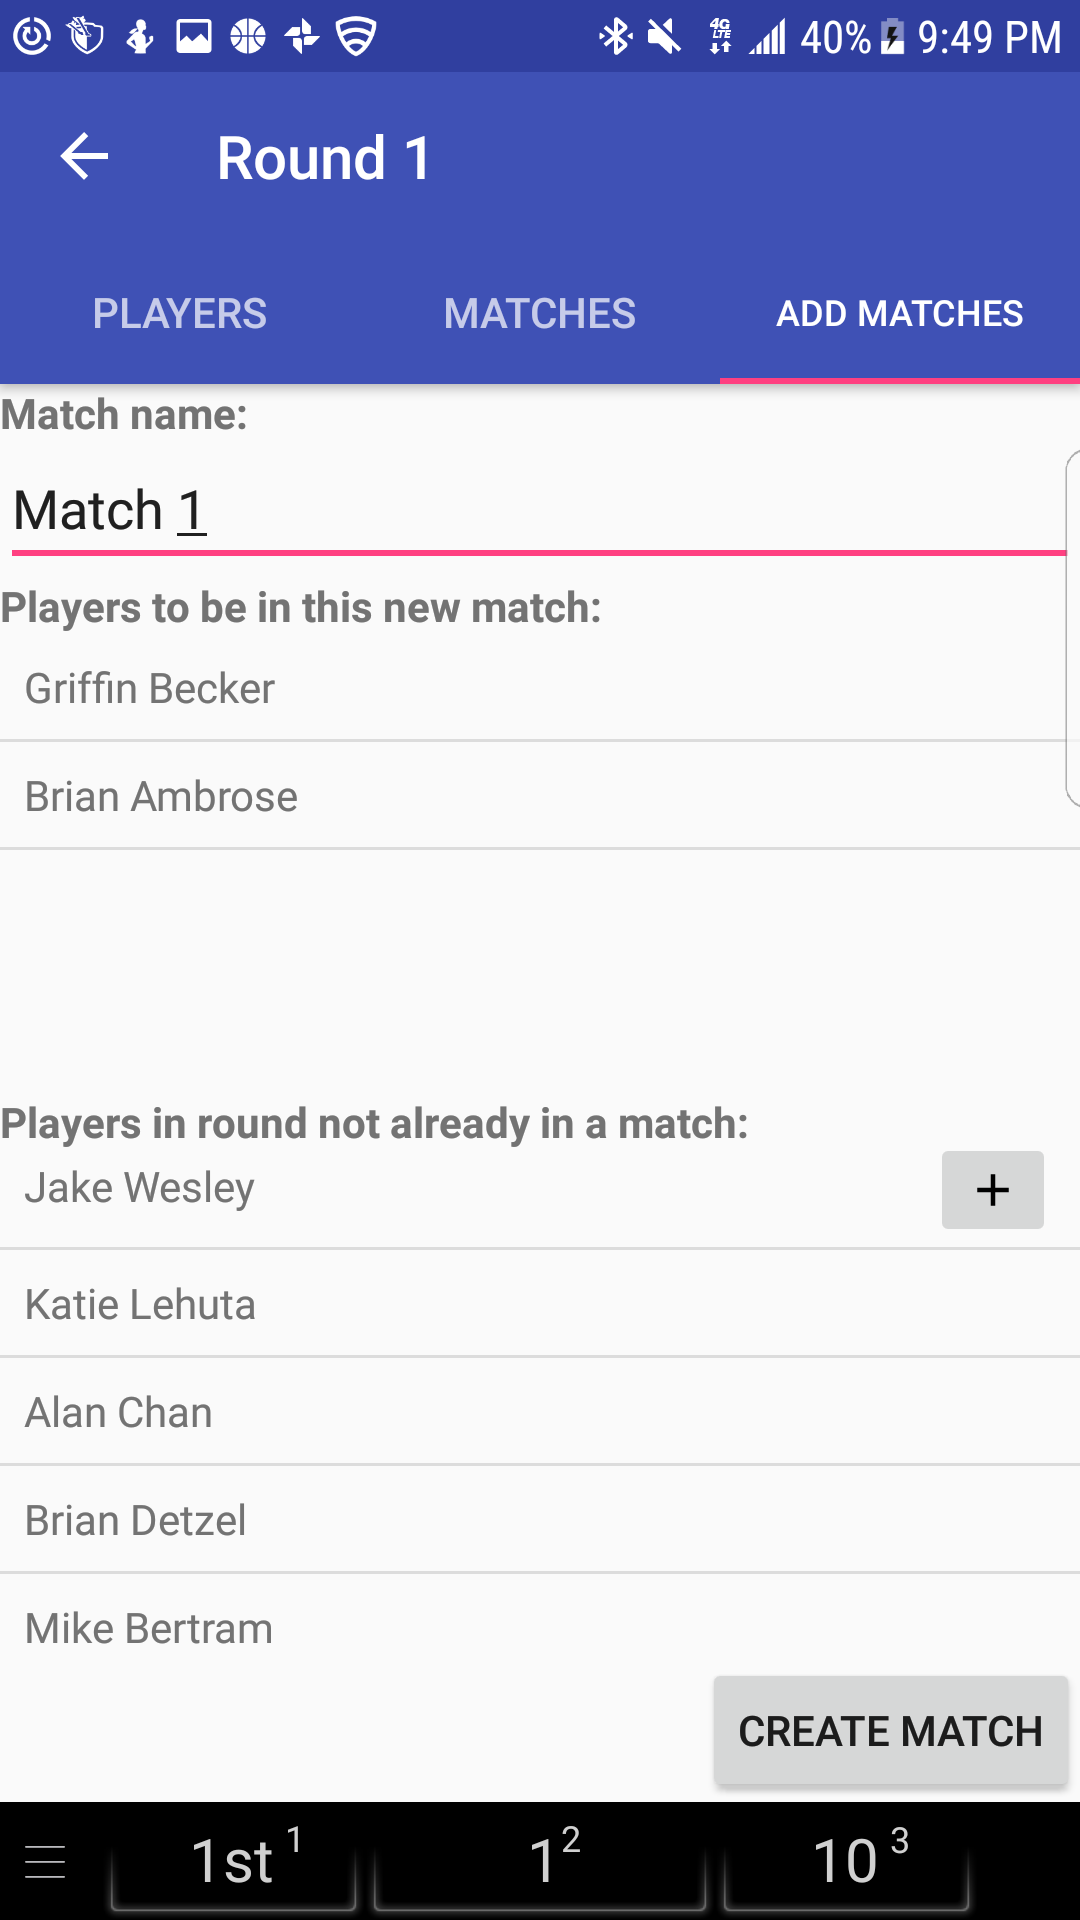 4G LTE 40% 9:49 PM
Round 1
PLAYERS MATCHES ADD MATCHES
Match name:
Match 1
Players to be in this new match:
Griffin Becker
Brian Ambrose
Players in round not already in a match:
Jake Wesley +
Katie Lehuta
Alan Chan
Brian Detzel
Mike Bertram
CREATE MATCH
1st 1 1 2 10 3